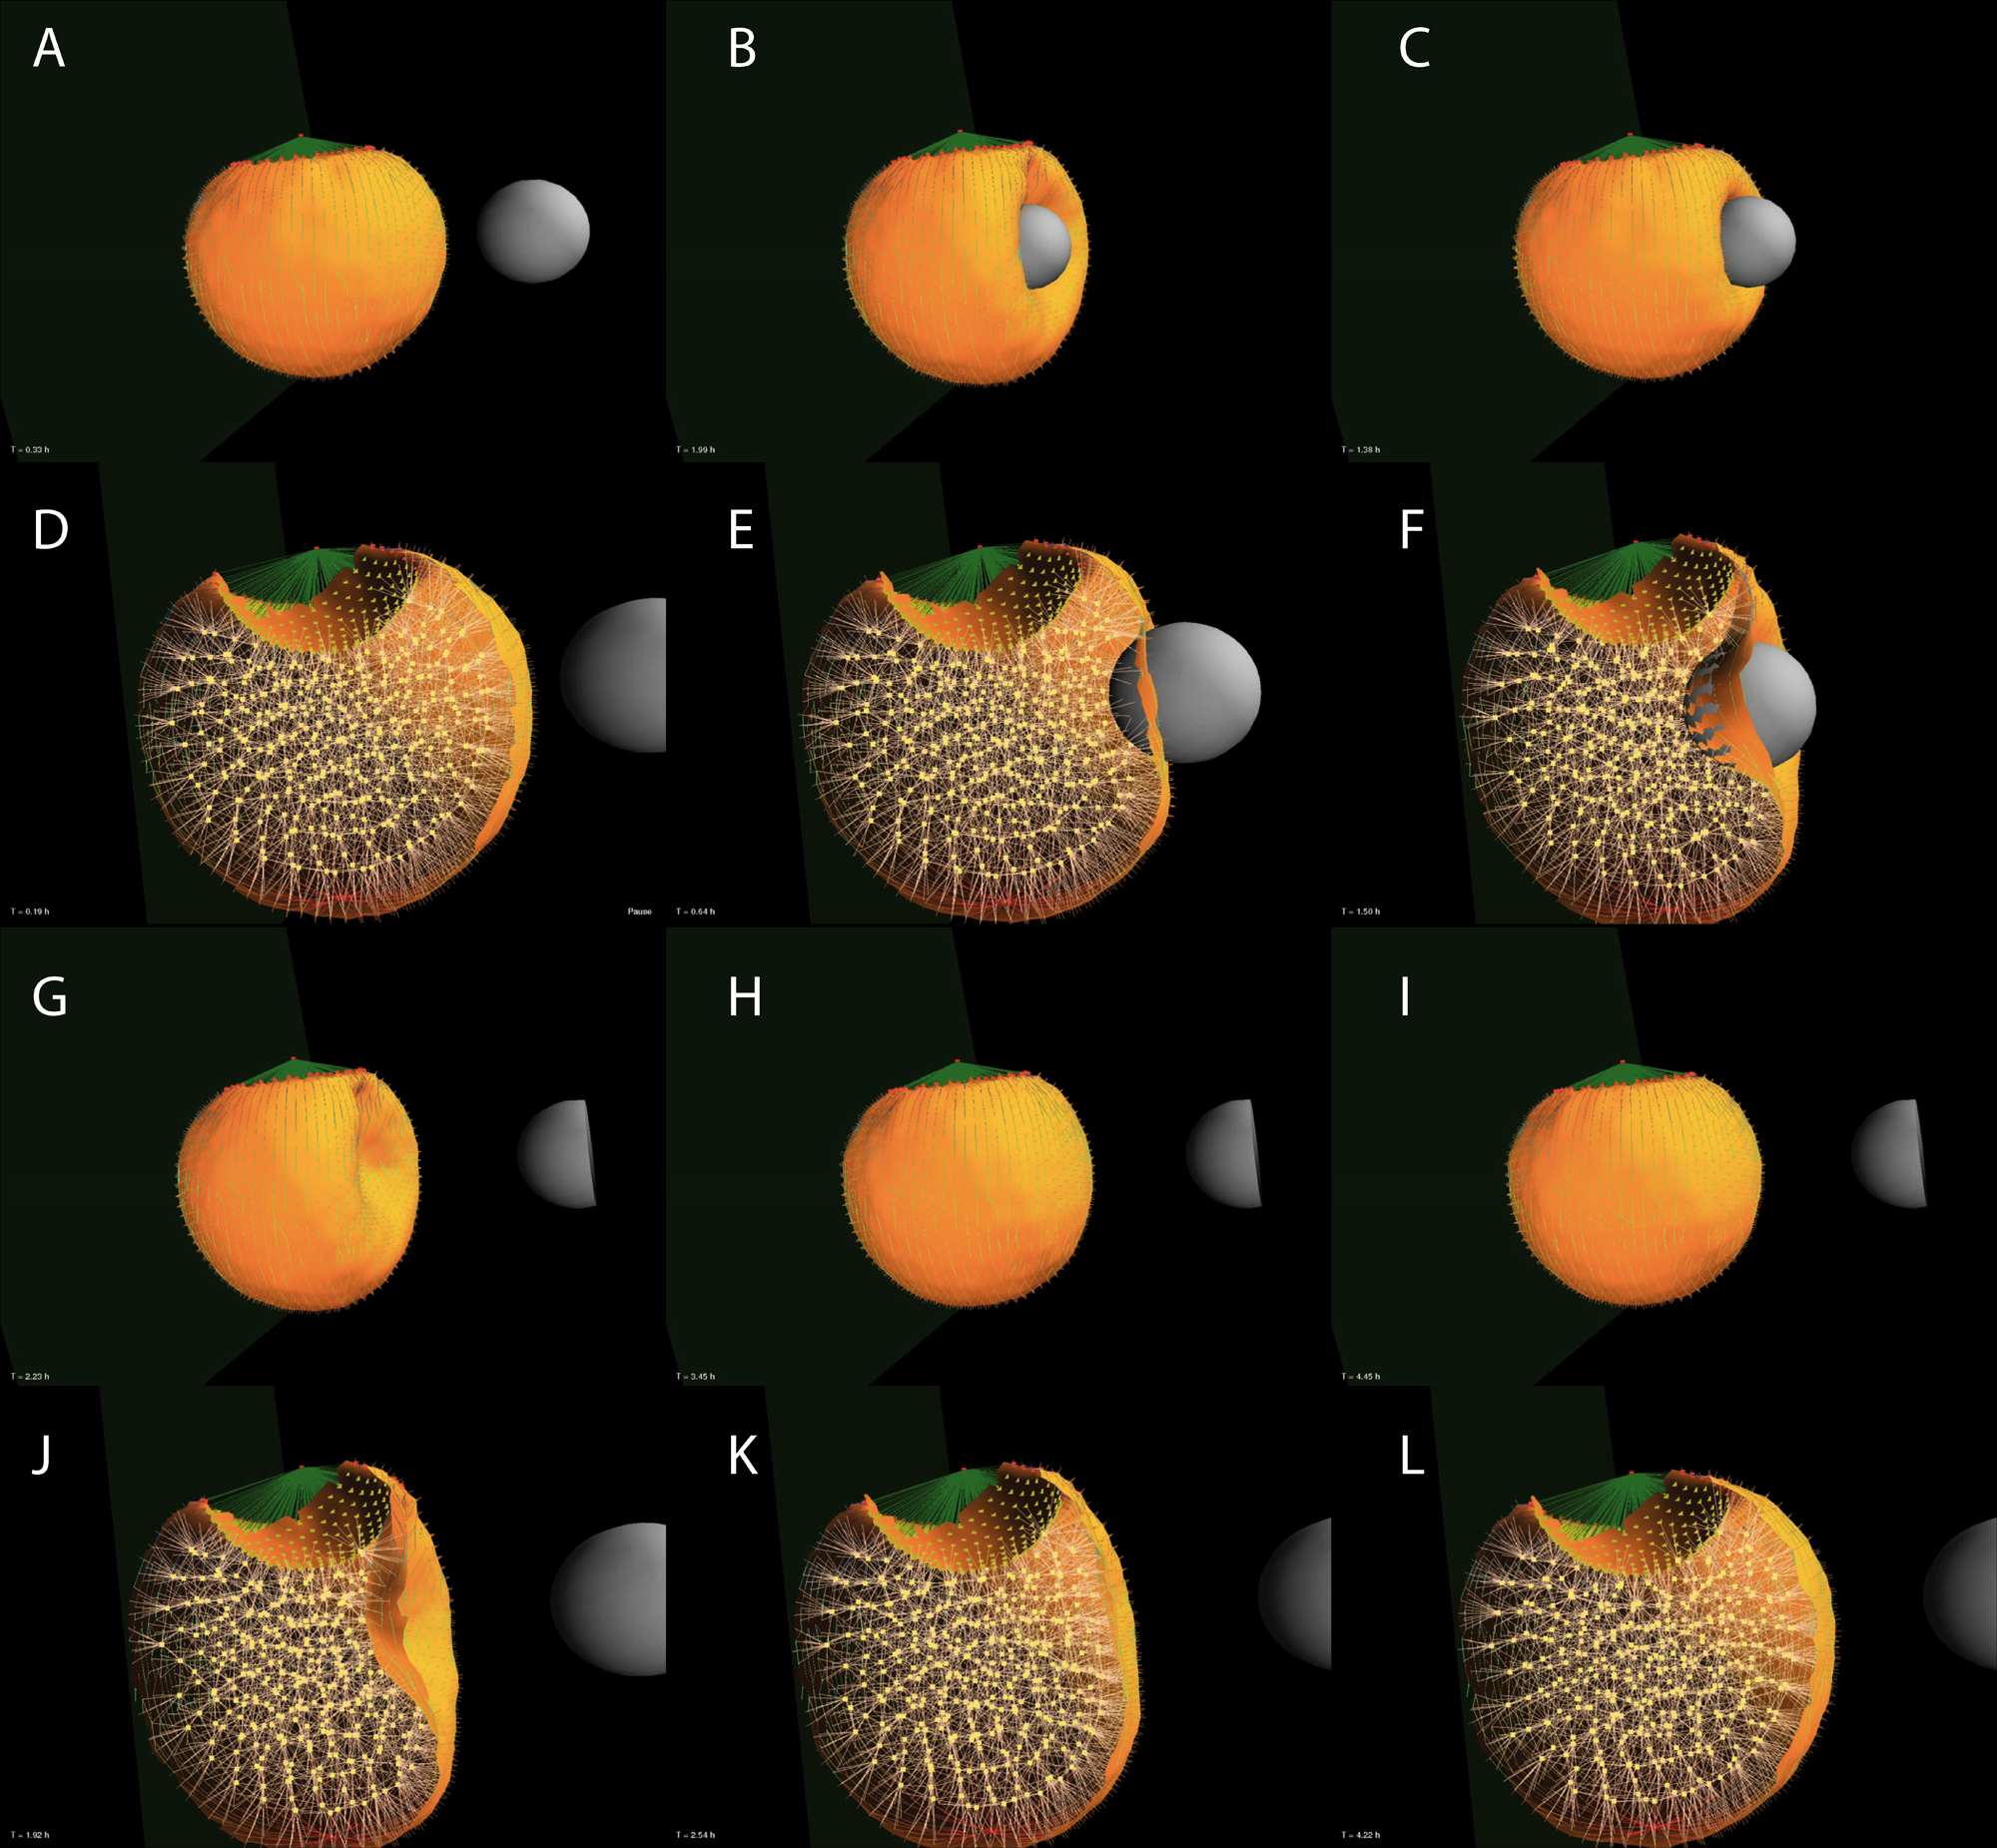 A
B
C
T = 0.33 h
T = 1.99 h
T = 1.38 h
D
E
F
T = 0.19 h
Pause
T = 0.64 h
T = 1.50 h
G
H
I
T = 2.23 h
T = 3.45 h
T = 4.45 h
J
K
L
T = 1.92 h
T = 2.54 h
T = 4.22 h